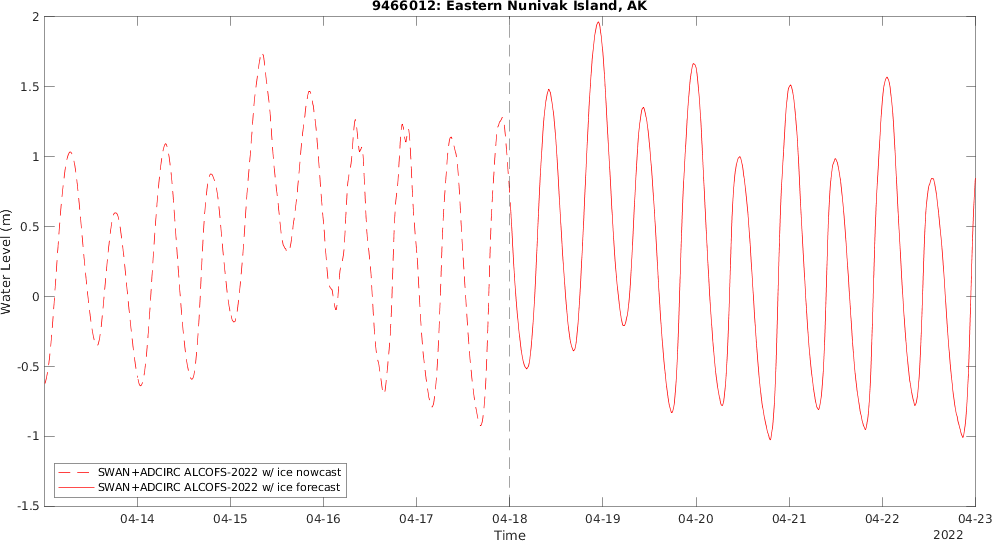 9466012: Eastern Nunivak Island, AK
2
1.5
1
0.5
0
-0.5
-1
-1.5
Water Level (m)
SWAN+ADCIRC ALCOFS-2022 w/ ice nowcast
SWAN+ADCIRC ALCOFS-2022 w/ ice forecast
04-14 04-15 04-16 04-17 04-18 04-19 04-20 04-21 04-22 04-23
Time
2022